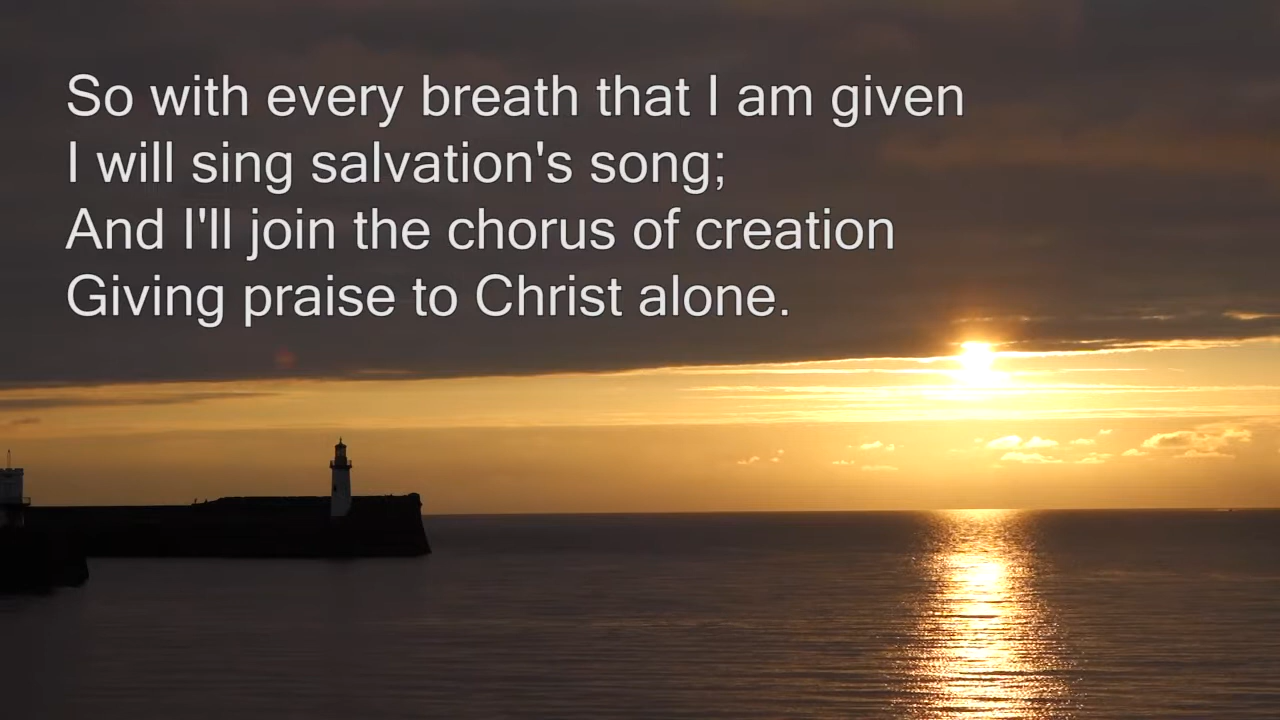 So with every breath that I am given
I will sing salvation's song;
And I'll join the chorus of creation
Giving praise to Christ alone.